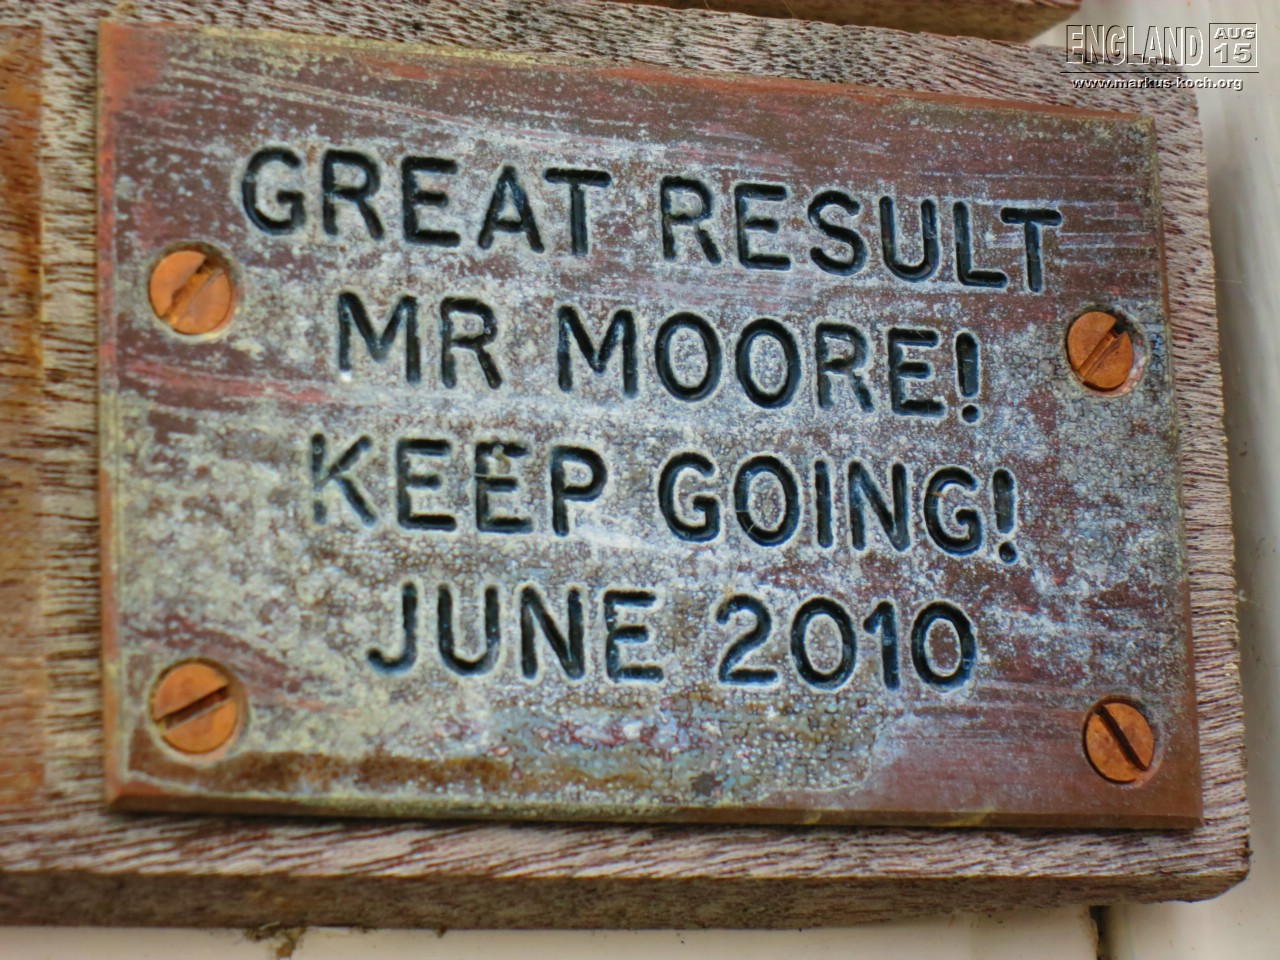 ENGLAND AUG 15
www.markus-koch.org
GREAT RESULT
MR MOORE!
KEEP GOING!
JUNE 2010